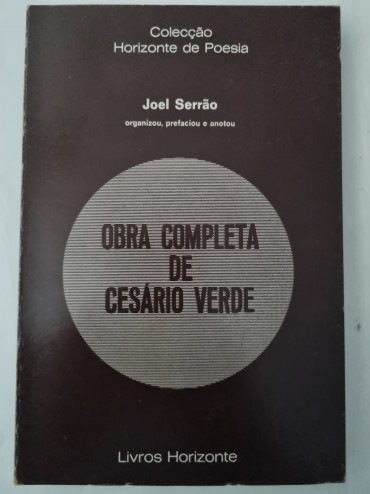 Colecção
Horizonte de Poesia
Joel Serrão
organizou, prefaciou e anotou
OBRA COMPLETA
DE
CESÁRIO VERDE
Livros Horizonte